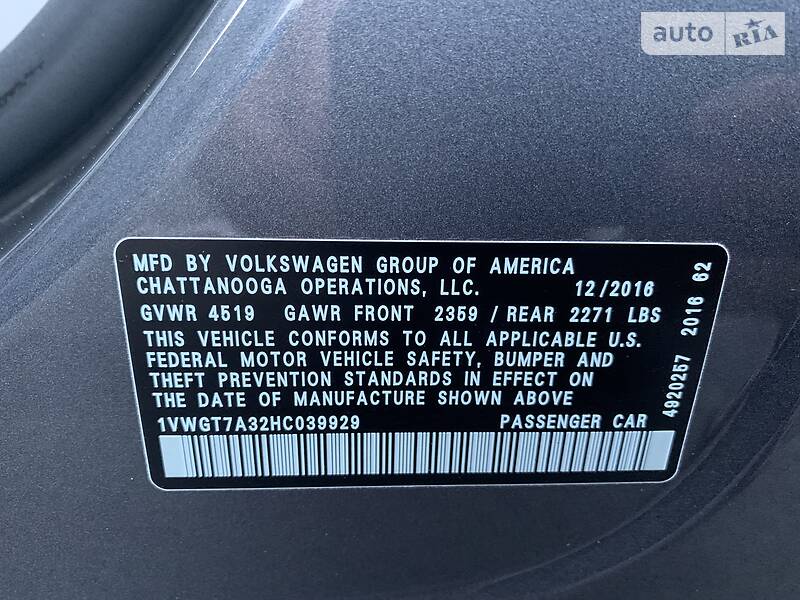 auto RIA
MFD BY VOLKSWAGEN GROUP OF AMERICA
CHATTANOOGA OPERATIONS, LLC. 12/2016
GVWR 4519 GAWR FRONT 2359 / REAR 2271 LBS
THIS VEHICLE CONFORMS TO ALL APPLICABLE U.S.
FEDERAL MOTOR VEHICLE SAFETY, BUMPER AND
THEFT PREVENTION STANDARDS IN EFFECT ON
THE DATE OF MANUFACTURE SHOWN ABOVE
1VWGT7A32HC039929 PASSENGER CAR
4920257 2016 62